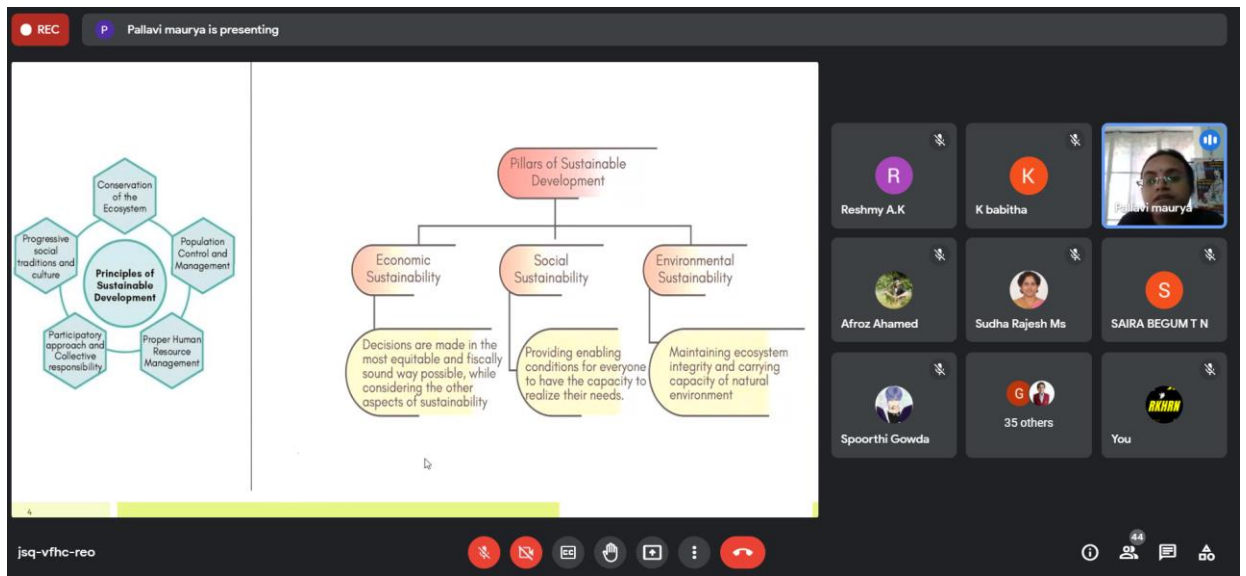 REC
P
Pallavi maurya is presenting
Conservation
of the
Ecosystem
Progressive
social
traditions and
culture
Population
Control and
Management
Principles of
Sustainable
Development
Participatory
approach and
Collective
responsibility
Proper Human
Resource
Management
Pillars of Sustainable
Development
Economic
Sustainability
Social
Sustainability
Environmental
Sustainability
Decisions are made in the
most equitable and fiscally
sound way possible, while
considering the other
aspects of sustainability
Providing enabling
conditions for everyone
to have the capacity to
realize their needs.
Maintaining ecosystem
integrity and carrying
capacity of natural
environment
4
R
Reshmy A.K
K
K babitha
Pallavi maurya
Afroz Ahamed
Sudha Rajesh Ms
S
SAIRA BEGUM T N
Spoorthi Gowda
G
35 others
RKHRN
You
jsq-vfhc-reo
CC
44